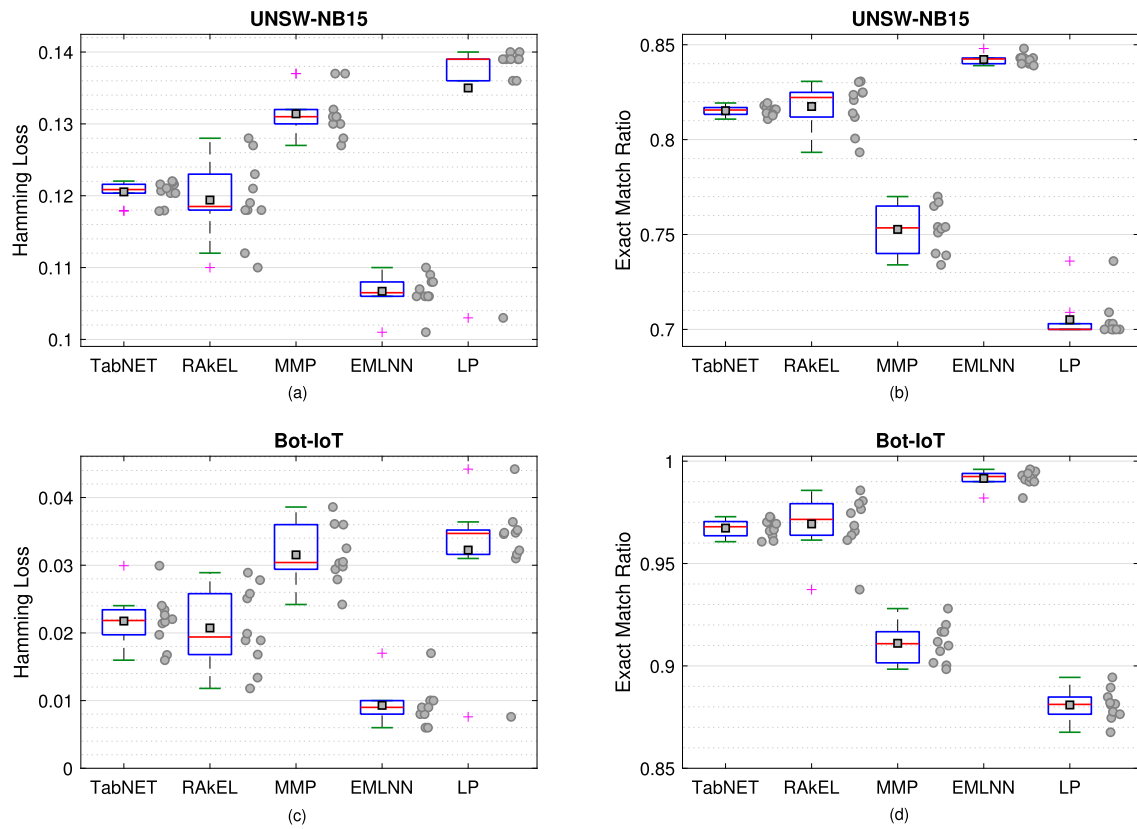 UNSW-NB15
Hamming Loss
0.14
0.13
0.12
0.11
0.1
TabNET RAkEL MMP EMLNN LP
(a)
UNSW-NB15
Exact Match Ratio
0.85
0.8
0.75
0.7
TabNET RAkEL MMP EMLNN LP
(b)
Bot-IoT
Hamming Loss
0.04
0.03
0.02
0.01
0
TabNET RAkEL MMP EMLNN LP
(c)
Bot-IoT
Exact Match Ratio
1
0.95
0.9
0.85
TabNET RAkEL MMP EMLNN LP
(d)